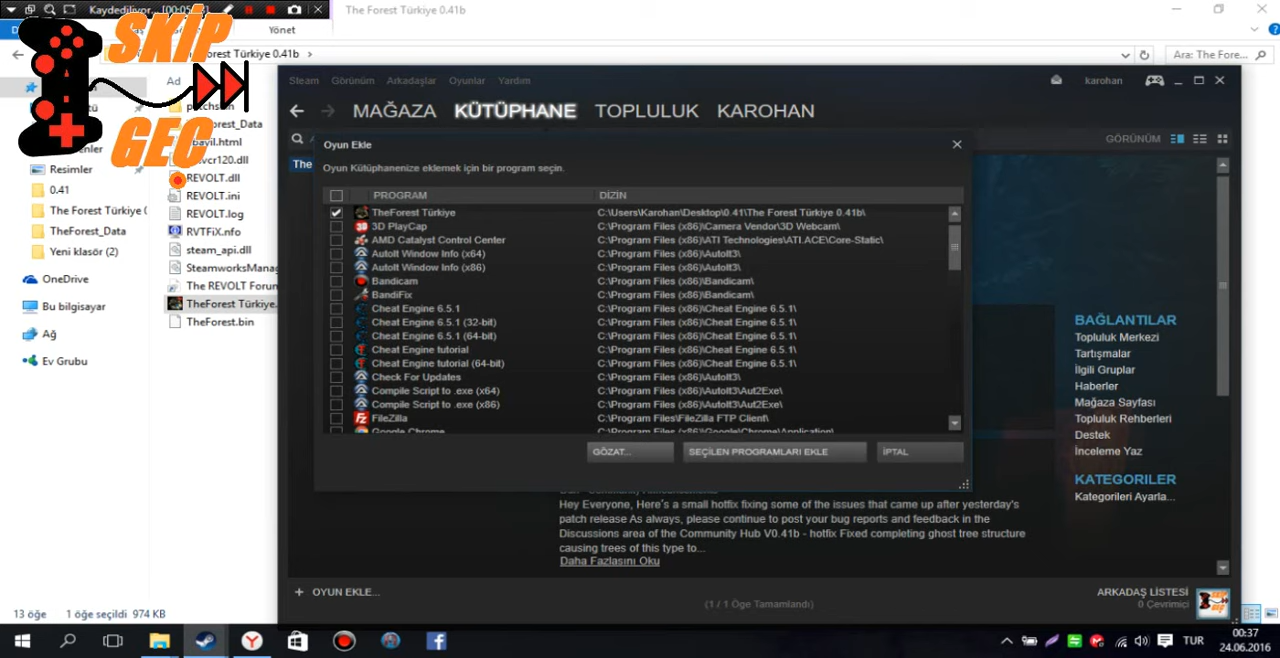 Kaydediliyor...
The Forest Türkiye 0.41b
SKİP
GEÇ
Yönet
Forest Türkiye 0.41b
Ara: The Fore...
Ad
Resimler
0.41
The Forest Türkiye (
TheForest_Data
Yeni klasör (2)
OneDrive
Bu bilgisayar
Ağ
Ev Grubu
orest_Data
bayil.html
vcr120.dll
REVOLT.dll
REVOLT.ini
REVOLT.log
RVTFiX.nfo
steam_api.dll
SteamworksManag
The REVOLT Forun
TheForest Türkiye.
TheForest.bin
13 öğe 1 öğe seçildi 974 KB
Steam Görünüm Arkadaşlar Oyunlar Yardım
karohan
MAĞAZA KÜTÜPHANE TOPLULUK KAROHAN
GÖRÜNÜM
The
Oyun Ekle
Oyun Kütüphanenize eklemek için bir program seçin.
PROGRAM DİZİN
TheForest Türkiye C:\Users\Karohan\Desktop\0.41\The Forest Türkiye 0.41b\
3D PlayCap C:\Program Files (x86)\Camera Vendor\3D Webcam\
AMD Catalyst Control Center C:\Program Files (x86)\ATI Technologies\ATI.ACE\Core-Static\
AutoIt Window Info (x64) C:\Program Files (x86)\AutoIt3\
AutoIt Window Info (x86) C:\Program Files (x86)\AutoIt3\
Bandicam C:\Program Files (x86)\Bandicam\
BandiFix C:\Program Files (x86)\Bandicam\
Cheat Engine 6.5.1 C:\Program Files (x86)\Cheat Engine 6.5.1\
Cheat Engine 6.5.1 (32-bit) C:\Program Files (x86)\Cheat Engine 6.5.1\
Cheat Engine 6.5.1 (64-bit) C:\Program Files (x86)\Cheat Engine 6.5.1\
Cheat Engine tutorial C:\Program Files (x86)\Cheat Engine 6.5.1\
Cheat Engine tutorial (64-bit) C:\Program Files (x86)\Cheat Engine 6.5.1\
Check For Updates C:\Program Files (x86)\AutoIt3\
Compile Script to .exe (x64) C:\Program Files (x86)\AutoIt3\Aut2Exe\
Compile Script to .exe (x86) C:\Program Files (x86)\AutoIt3\Aut2Exe\
FileZilla C:\Program Files\FileZilla FTP Client\
Google Chrome C:\Program Files (x86)\Google\Chrome\Application\
GÖZAT... SEÇİLEN PROGRAMLARI EKLE İPTAL
BAĞLANTILAR
Topluluk Merkezi
Tartışmalar
İlgili Gruplar
Haberler
Mağaza Sayfası
Topluluk Rehberleri
Destek
İnceleme Yaz
KATEGORILER
Kategorileri Ayarla...
Hey Everyone, Here's a small hotfix fixing some of the issues that came up after yesterday's
patch release As always, please continue to post your bug reports and feedback in the
Discussions area of the Community Hub V0.41b - hotfix Fixed completing ghost tree structure
causing trees of this type to...
Daha Fazlasını Oku
+ OYUN EKLE...
(1 / 1 Öge Tamamlandı)
ARKADAŞ LİSTESİ
0 Çevrimiçi
TUR
00:37
24.06.2016